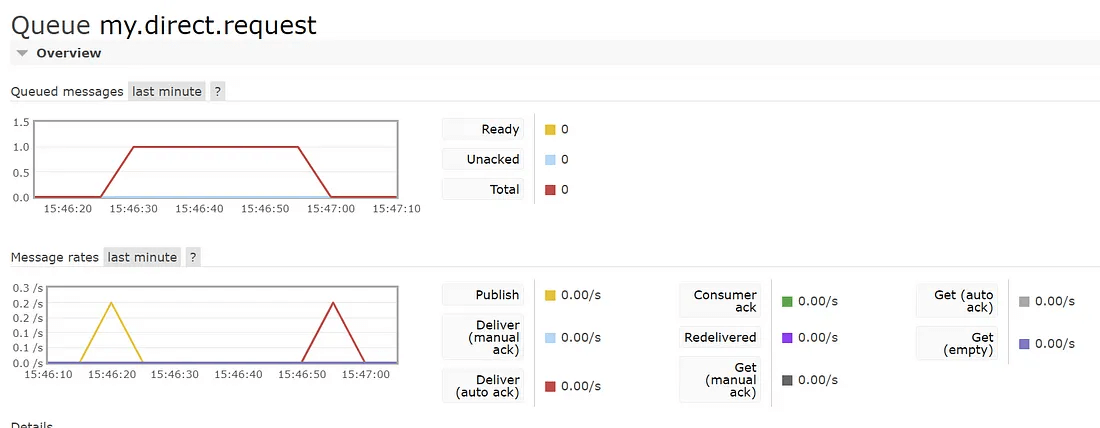 Queue my.direct.request
Overview
Queued messages last minute ?
1.5
1.0
0.5
0.0
15:46:20 15:46:30 15:46:40 15:46:50 15:47:00 15:47:10
Ready 0
Unacked 0
Total 0
Message rates last minute ?
0.3 /s
0.2 /s
0.2 /s
0.1 /s
0.1 /s
0.0 /s
15:46:10 15:46:20 15:46:30 15:46:40 15:46:50 15:47:00
Publish 0.00/s
Deliver
(manual 0.00/s
ack)
Deliver
(auto ack) 0.00/s
Consumer
ack 0.00/s
Redelivered 0.00/s
Get
(manual 0.00/s
ack)
Get (auto
ack) 0.00/s
Get
(empty) 0.00/s
Details